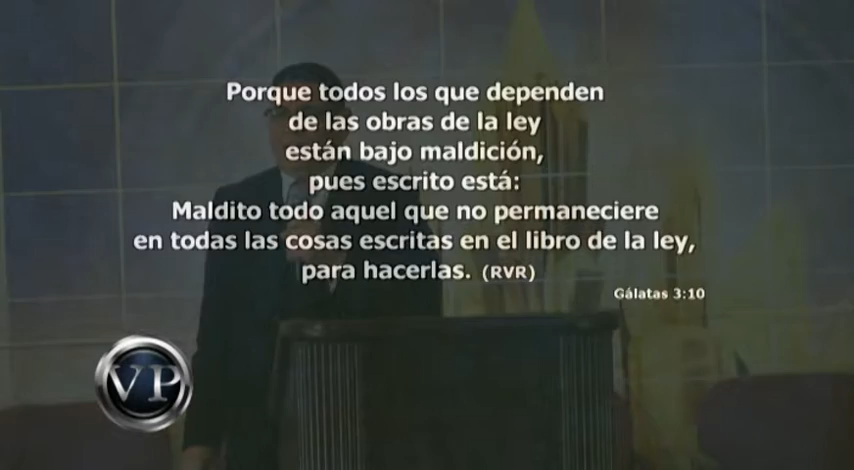 Porque todos los que dependen
de las obras de la ley
están bajo maldición,
pues escrito está:
Maldito todo aquel que no permaneciere
en todas las cosas escritas en el libro de la ley,
para hacerlas. (RVR)
Gálatas 3:10
VP